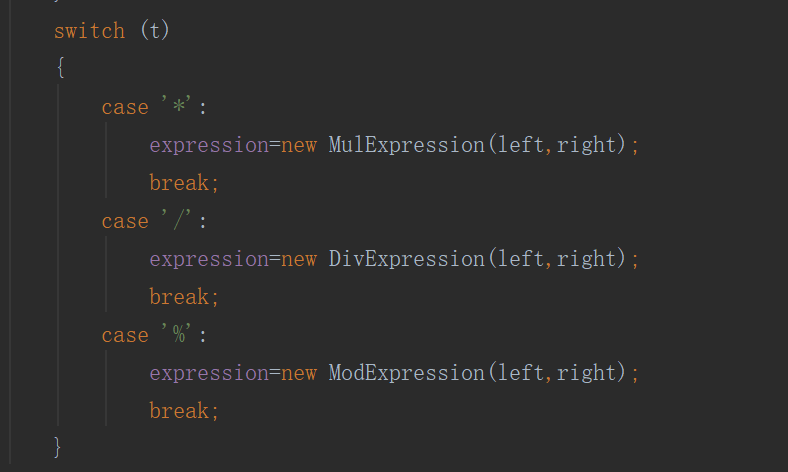 switch (t)
{
case '*':
expression=new MulExpression(left,right);
break;
case '/':
expression=new DivExpression(left,right);
break;
case '%':
expression=new ModExpression(left,right);
break;
}